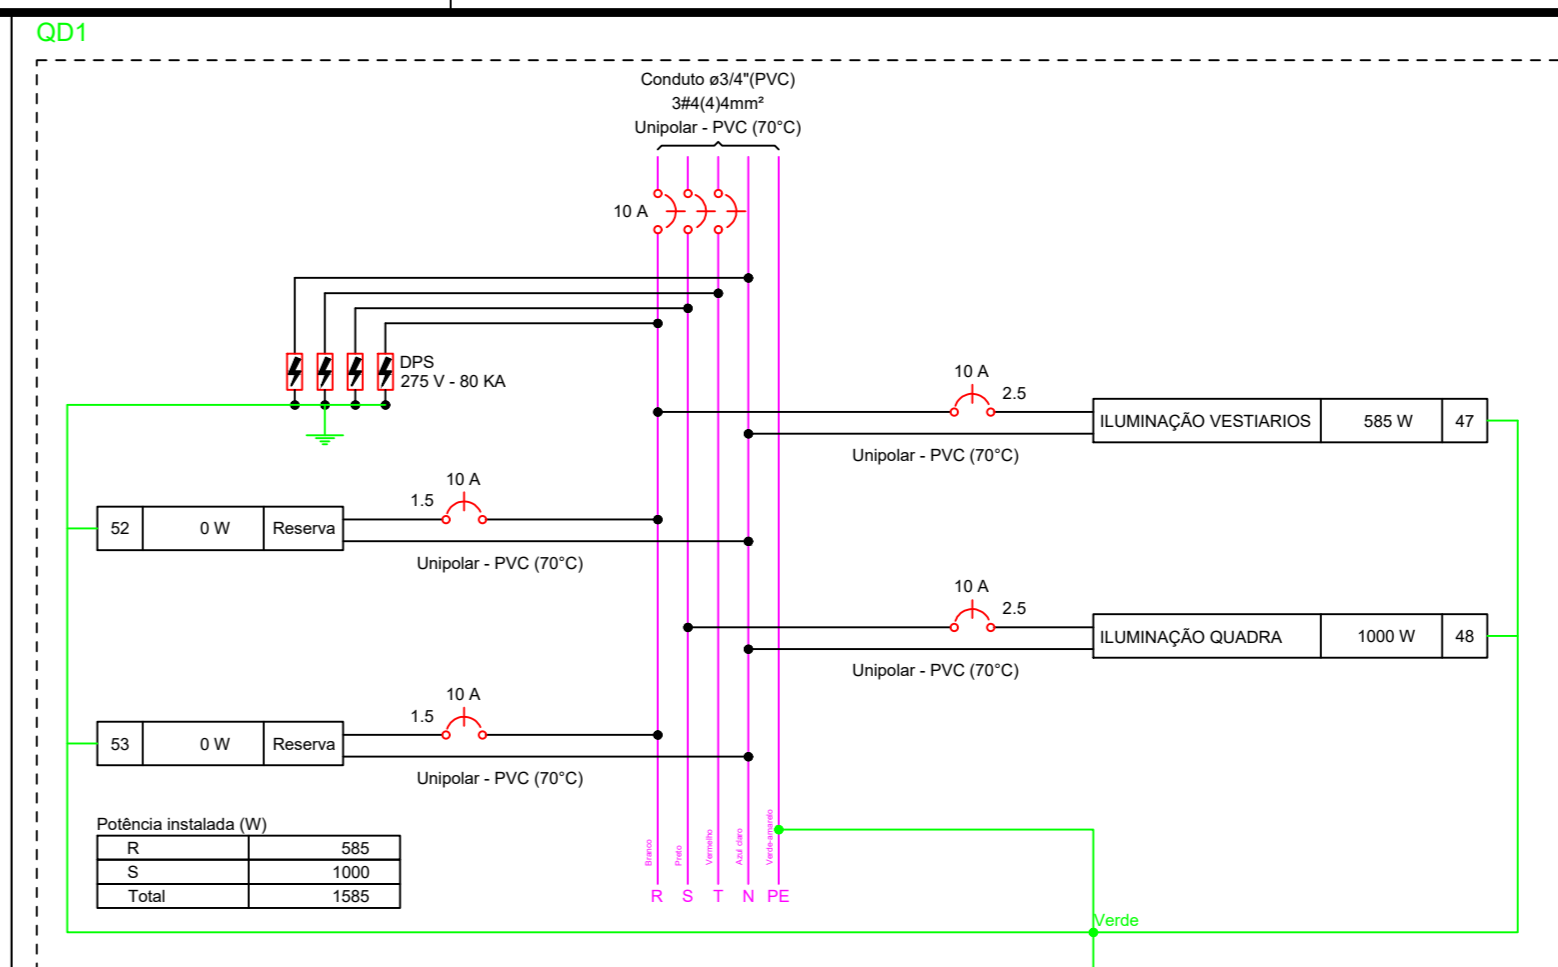 QD1
Conduto ø3/4"(PVC)
3#4(4)4mm²
Unipolar - PVC (70°C)
10 A
DPS
275 V - 80 KA
10 A
2.5
ILUMINAÇÃO VESTIARIOS 585 W 47
Unipolar - PVC (70°C)
10 A
1.5
52 0 W Reserva
Unipolar - PVC (70°C)
10 A
2.5
ILUMINAÇÃO QUADRA 1000 W 48
Unipolar - PVC (70°C)
10 A
1.5
53 0 W Reserva
Unipolar - PVC (70°C)
Potência instalada (W)
R 585
S 1000
Total 1585
Branco
Preto
Vermelho
Azul claro
Verde-amarelo
R S T N PE
Verde